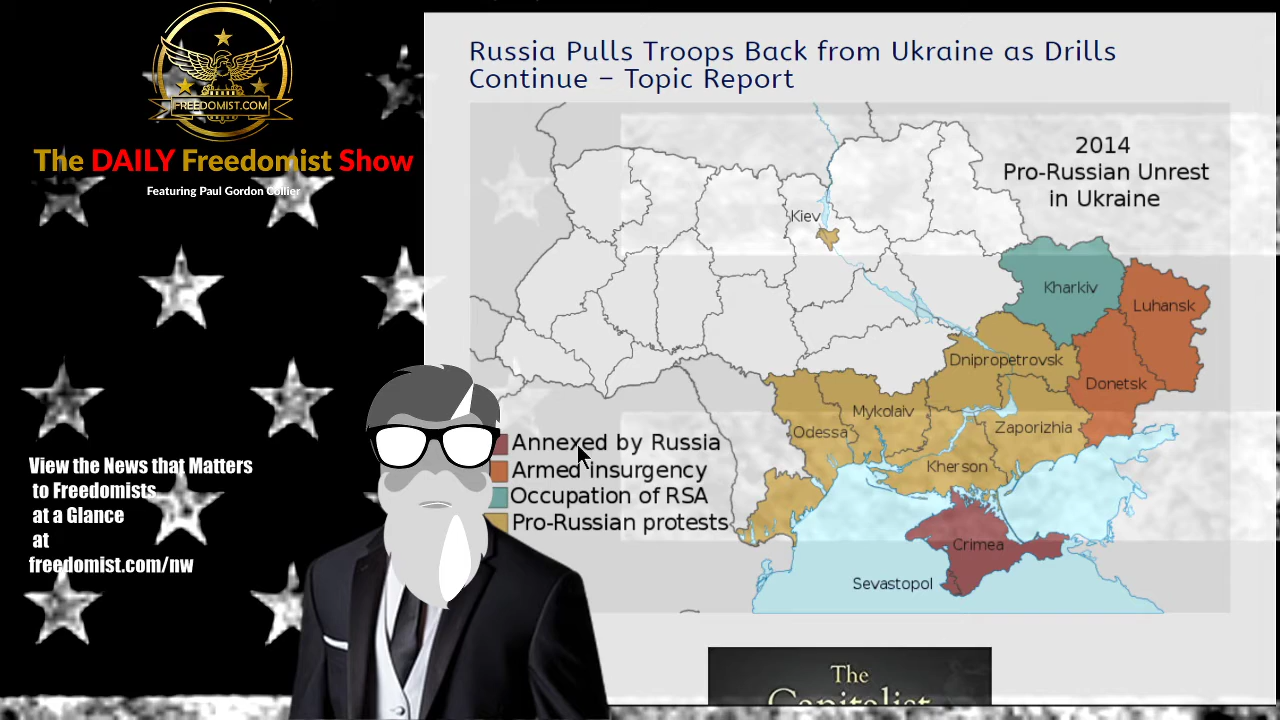 FREEDOMIST.COM
The DAILY Freedomist Show
Featuring Paul Gordon Collier
View the News that Matters
to Freedomists
at a Glance
at
freedomist.com/nw
Russia Pulls Troops Back from Ukraine as Drills
Continue – Topic Report
2014
Pro-Russian Unrest
in Ukraine
Kiev
Kharkiv
Luhansk
Dnipropetrovsk
Donetsk
Mykolaiv
Odessa
Zaporizhia
Kherson
Crimea
Sevastopol
Annexed by Russia
Armed insurgency
Occupation of RSA
Pro-Russian protests
The
Capitalist